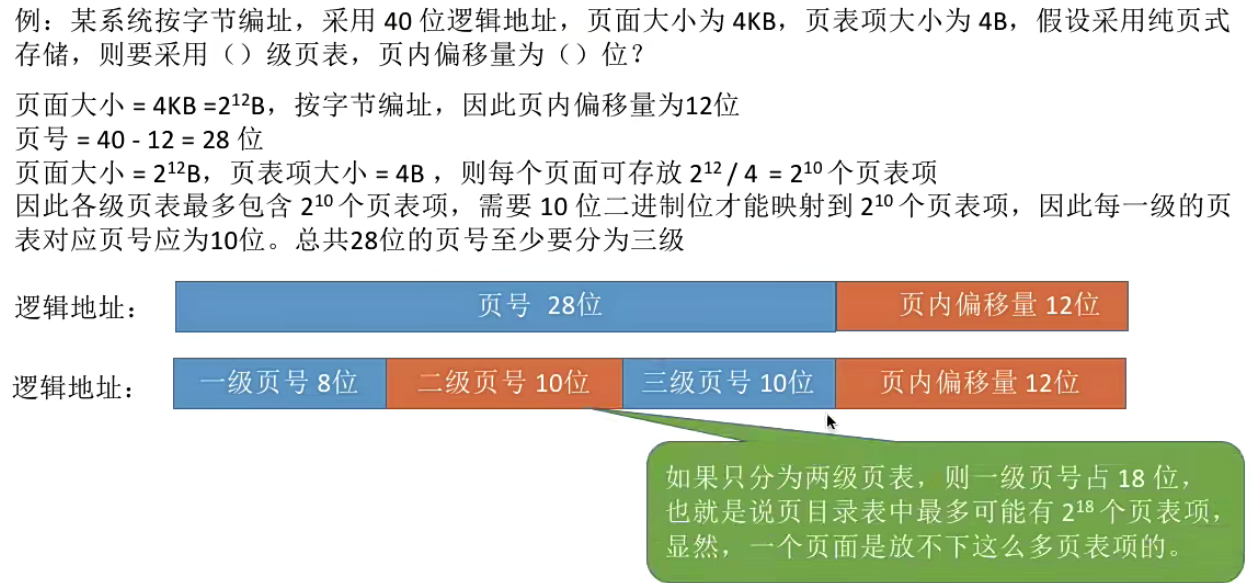 例：某系统按字节编址，采用 40 位逻辑地址，页面大小为 4KB，页表项大小为 4B，假设采用纯页式
存储，则要采用（）级页表，页内偏移量为（）位？
页面大小 = 4KB =2¹²B，按字节编址，因此页内偏移量为12位
页号 = 40 - 12 = 28 位
页面大小 = 2¹²B，页表项大小 = 4B ，则每个页面可存放 2¹² / 4 = 2¹⁰ 个页表项
因此各级页表最多包含 2¹⁰ 个页表项，需要 10 位二进制位才能映射到 2¹⁰ 个页表项，因此每一级的页
表对应页号应为10位。总共28位的页号至少要分为三级
逻辑地址： 页号 28位 页内偏移量 12位
逻辑地址： 一级页号 8位 二级页号 10位 三级页号 10位 页内偏移量 12位
如果只分为两级页表，则一级页号占 18 位，
也就是说页目录表中最多可能有 2¹⁸ 个页表项，
显然，一个页面是放不下这么多页表项的。